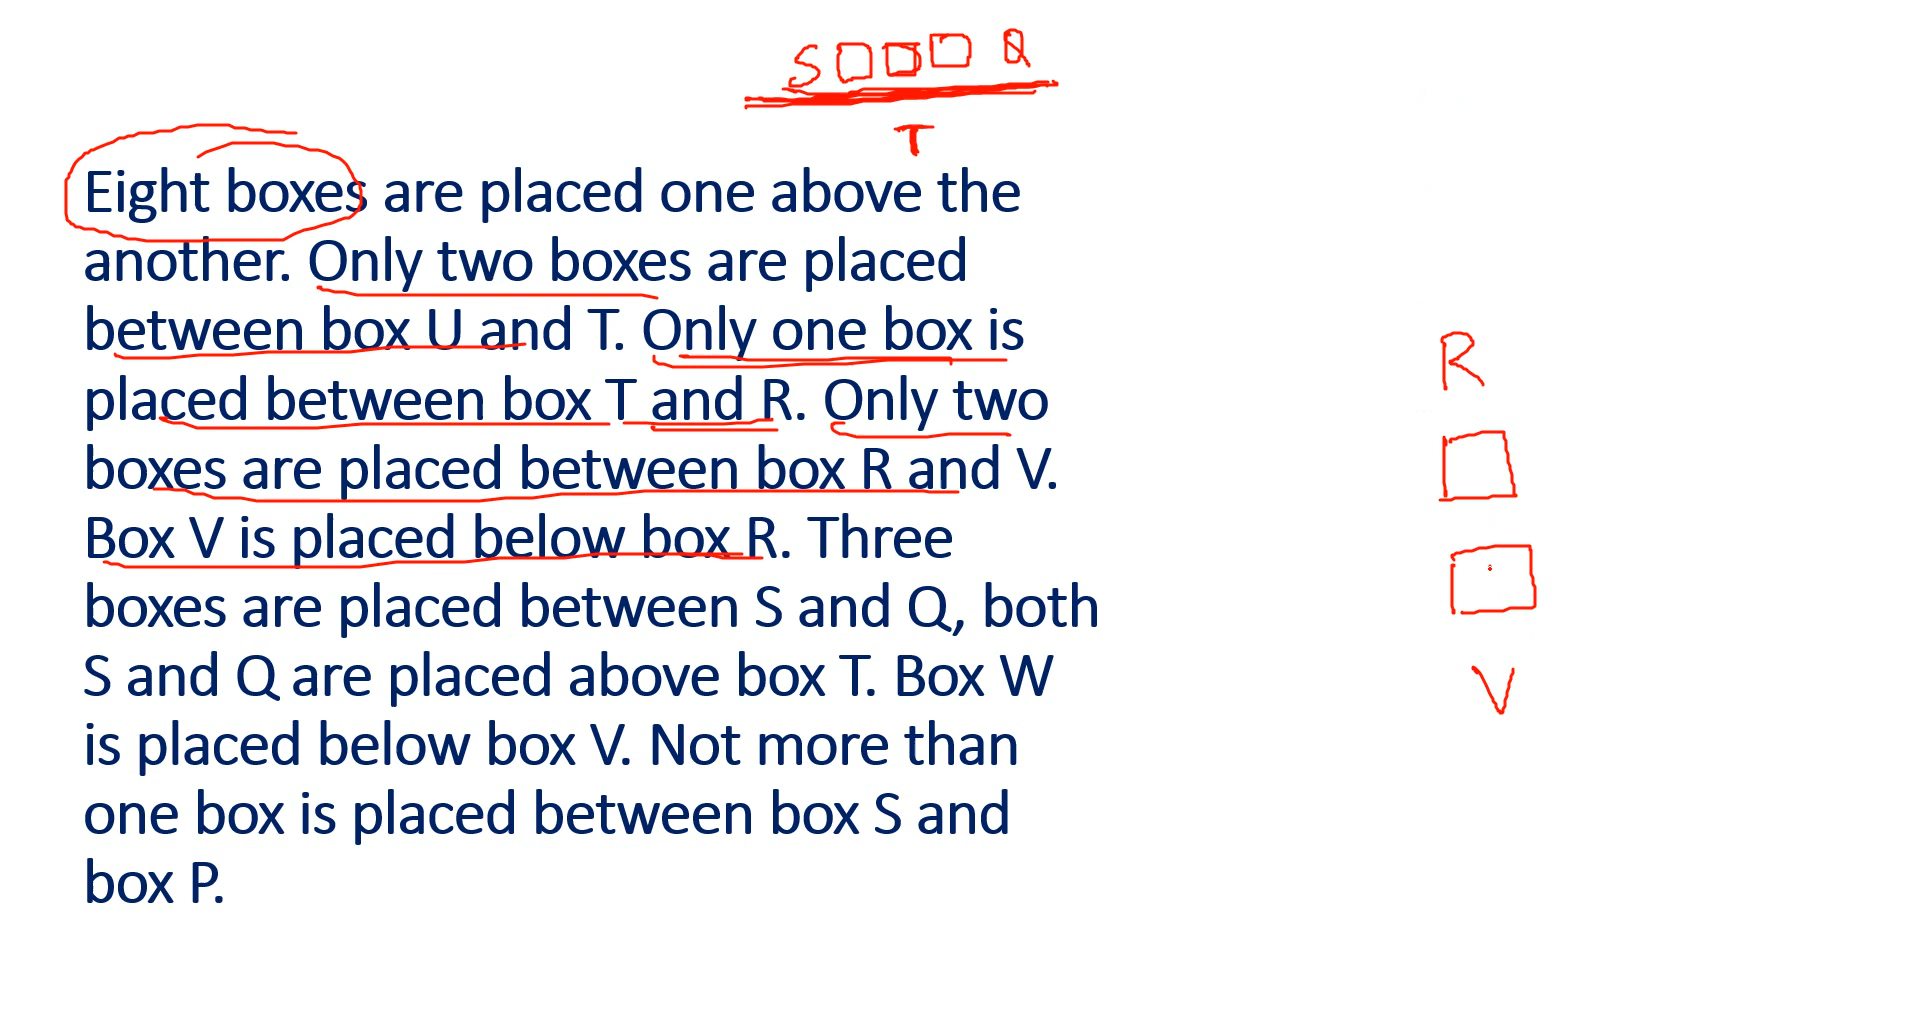 S Q
T
Eight boxes are placed one above the
another. Only two boxes are placed
between box U and T. Only one box is
placed between box T and R. Only two
boxes are placed between box R and V.
Box V is placed below box R. Three
boxes are placed between S and Q, both
S and Q are placed above box T. Box W
is placed below box V. Not more than
one box is placed between box S and
box P.
R
V